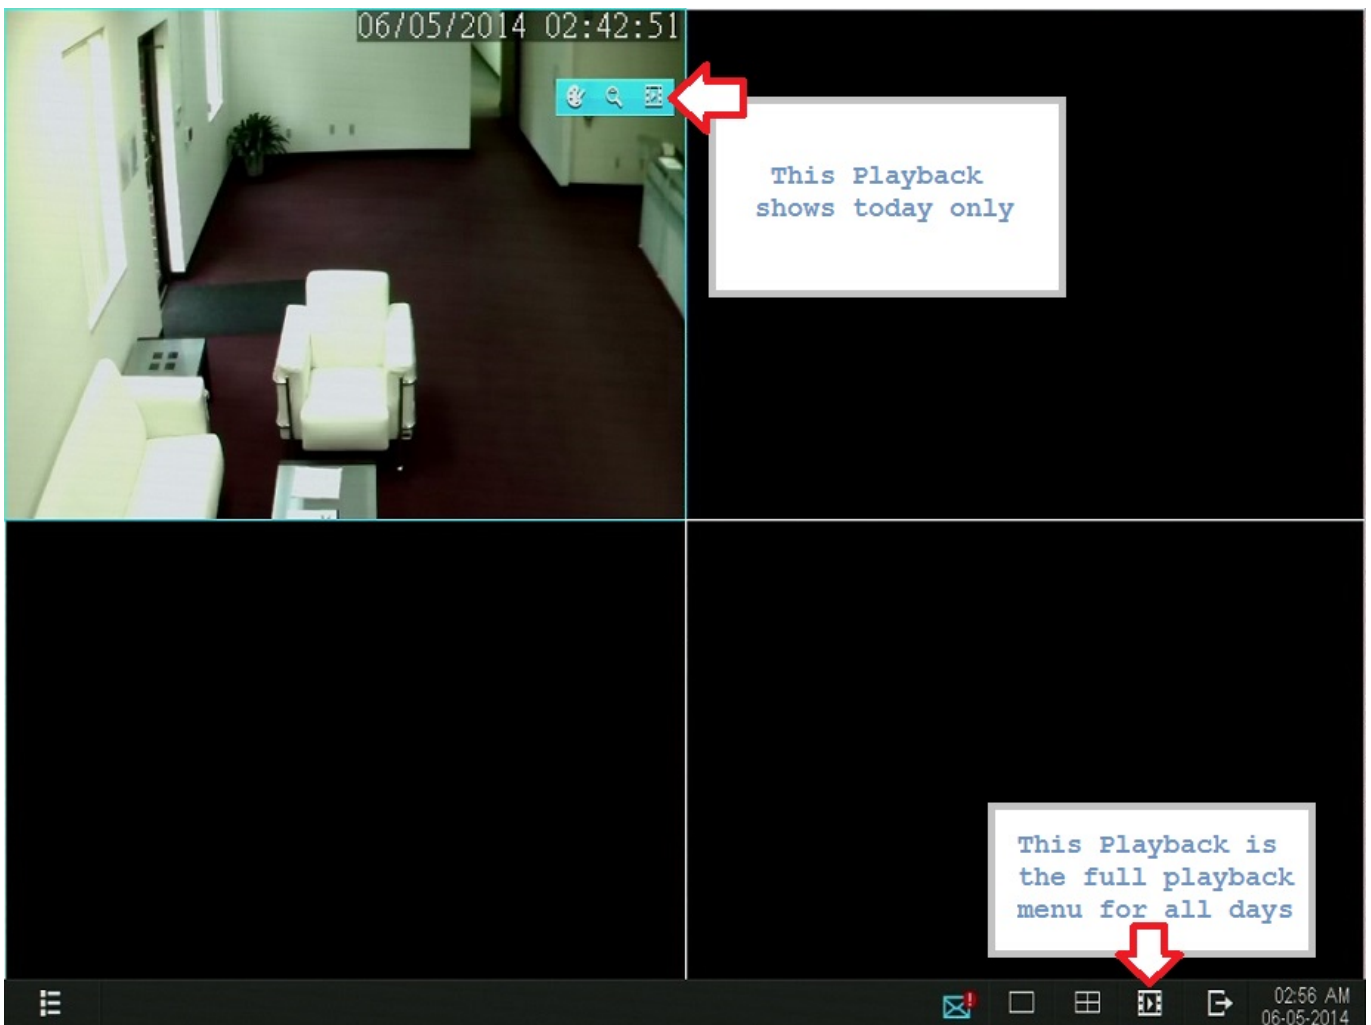 06/05/2014 02:42:51
This Playback
shows today only
This Playback is
the full playback
menu for all days
02:56 AM
06-05-2014